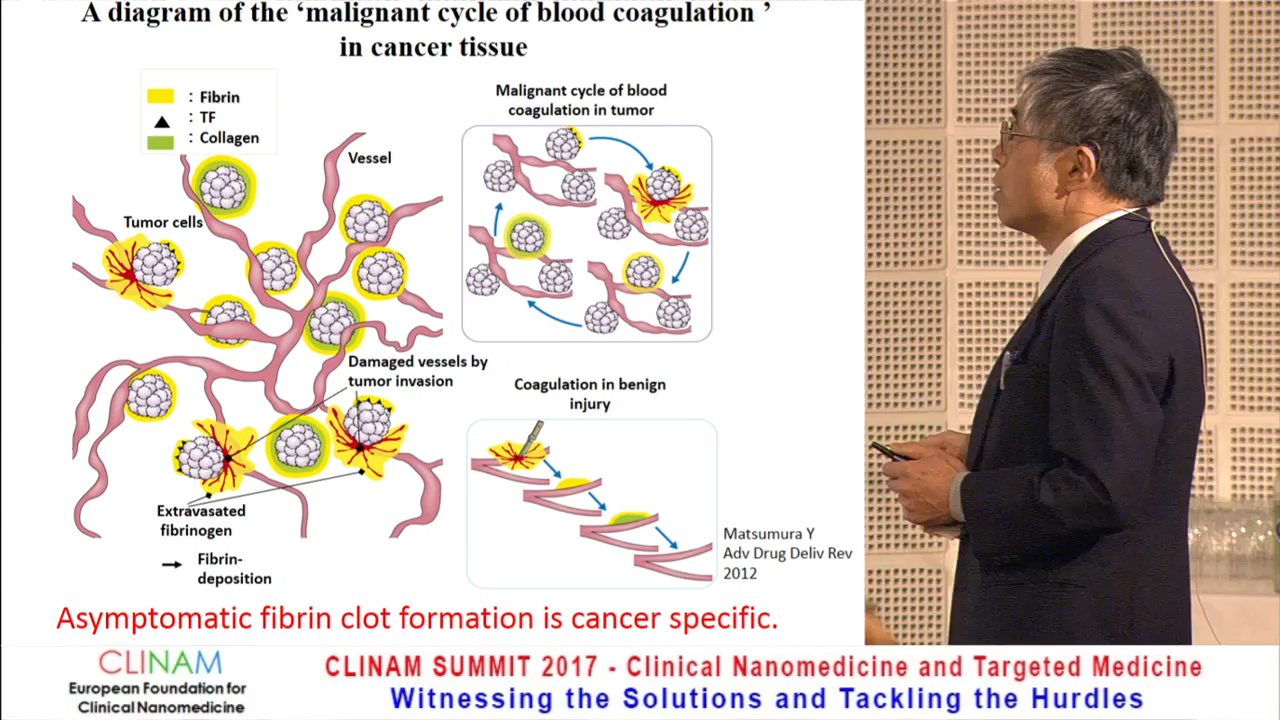 A diagram of the ‘malignant cycle of blood coagulation ’
in cancer tissue
: Fibrin
: TF
: Collagen
Vessel
Tumor cells
Damaged vessels by
tumor invasion
Extravasated
fibrinogen
Fibrin-
deposition
Malignant cycle of blood
coagulation in tumor
Coagulation in benign
injury
Matsumura Y
Adv Drug Deliv Rev
2012
Asymptomatic fibrin clot formation is cancer specific.
CLINAM
European Foundation for
Clinical Nanomedicine
CLINAM SUMMIT 2017 - Clinical Nanomedicine and Targeted Medicine
Witnessing the Solutions and Tackling the Hurdles